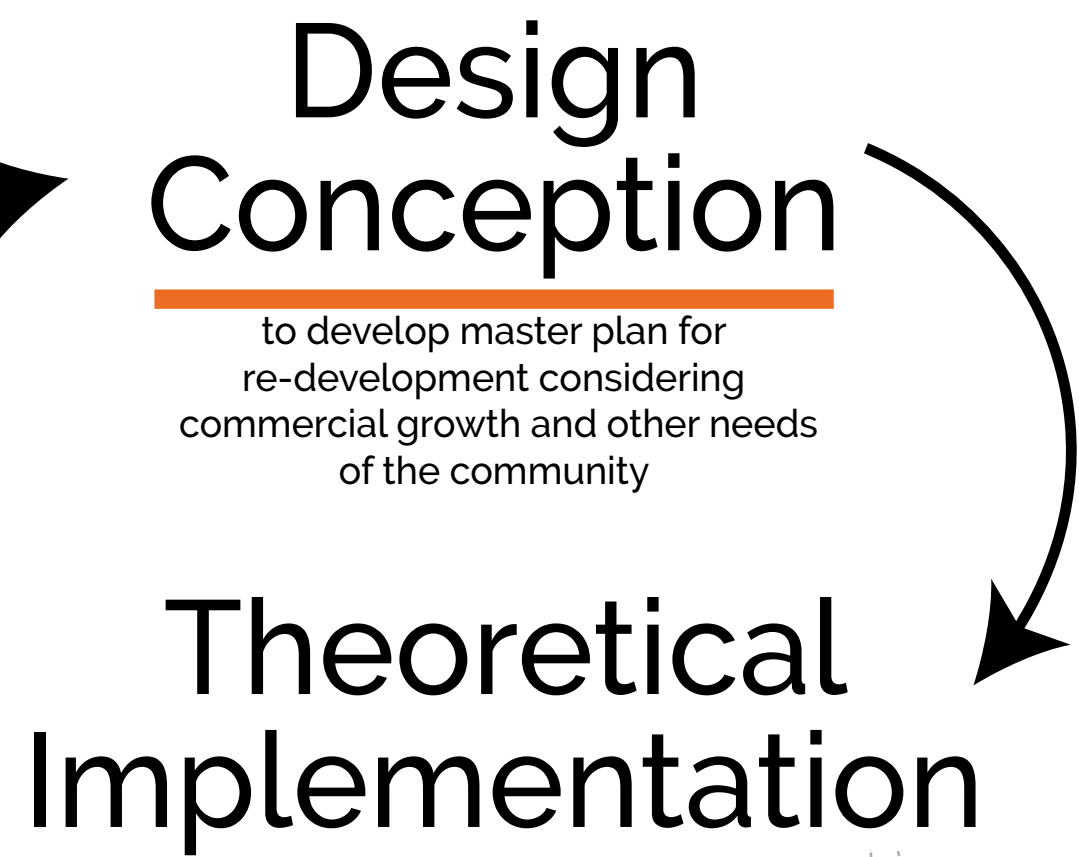 Design
Conception
to develop master plan for
re-development considering
commercial growth and other needs
of the community
Theoretical
Implementation